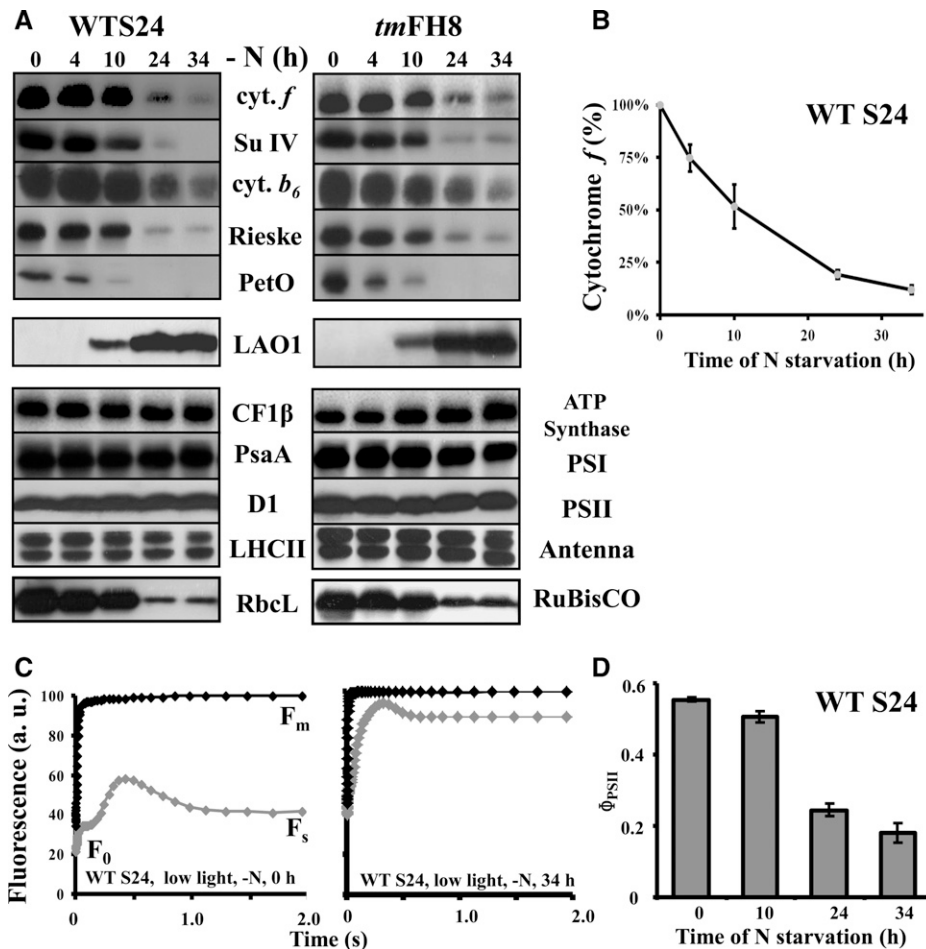 A
WTS24
tmFH8
0 4 10 24 34 - N (h) 0 4 10 24 34
cyt. f
Su IV
cyt. b6
Rieske
PetO
LAO1
CF1β
ATP Synthase
PsaA
PSI
D1
PSII
LHCII
Antenna
RbcL
RuBisCO
B
WT S24
100%
75%
50%
25%
0%
Cytochrome f (%)
0 10 20 30
Time of N starvation (h)
C
Fluorescence (a. u.)
100
80
60
40
20
0
Fm
Fs
F0
WT S24, low light, -N, 0 h
0 0.5 1.0 2.0
WT S24, low light, -N, 34 h
0 1.0 2.0
Time (s)
D
WT S24
0.6
0.4
0.2
0
ΦPSII
0 10 24 34
Time of N starvation (h)